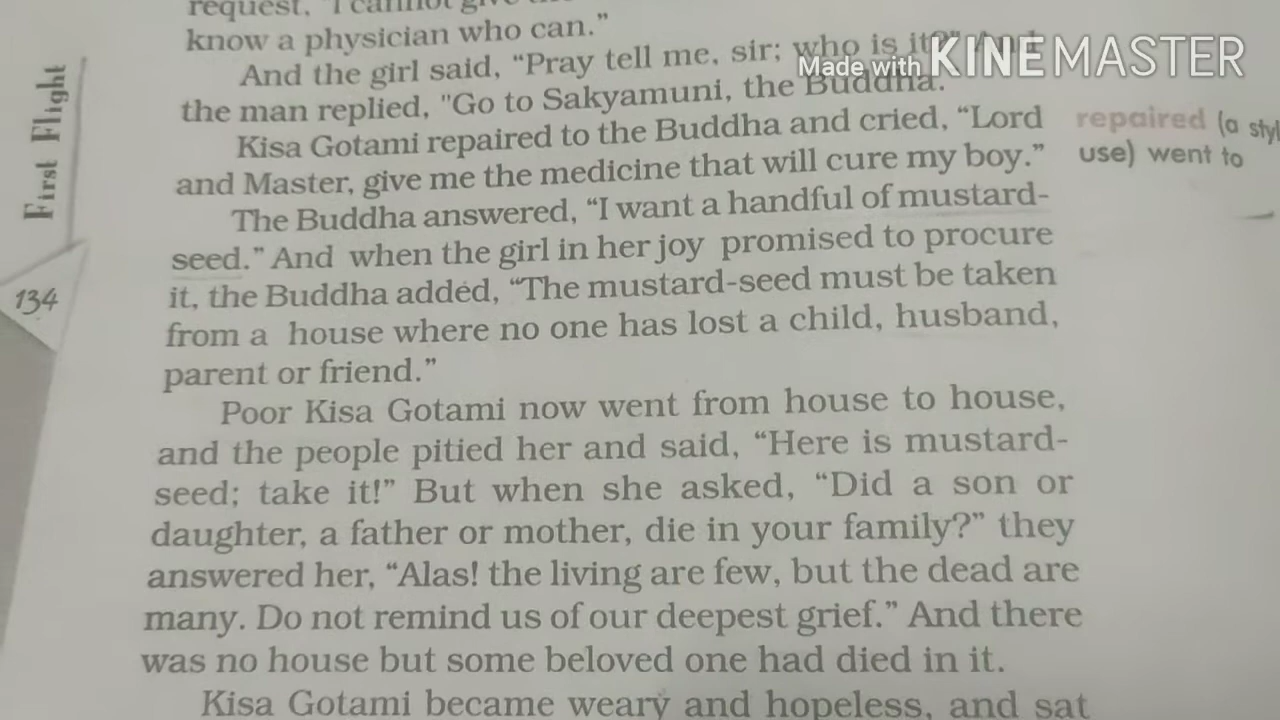 request, "I cannot give
know a physician who can."
And the girl said, "Pray tell me, sir; who is it?" And
Made with KINEMASTER
the man replied, "Go to Sakyamuni, the Buddha.
Kisa Gotami repaired to the Buddha and cried, "Lord
and Master, give me the medicine that will cure my boy."
The Buddha answered, "I want a handful of mustard-
seed." And when the girl in her joy promised to procure
it, the Buddha added, "The mustard-seed must be taken
from a house where no one has lost a child, husband,
parent or friend."
Poor Kisa Gotami now went from house to house,
and the people pitied her and said, "Here is mustard-
seed; take it!" But when she asked, "Did a son or
daughter, a father or mother, die in your family?" they
answered her, "Alas! the living are few, but the dead are
many. Do not remind us of our deepest grief." And there
was no house but some beloved one had died in it.
Kisa Gotami became weary and hopeless, and sat
repaired (a
use) went to
First Flight
134